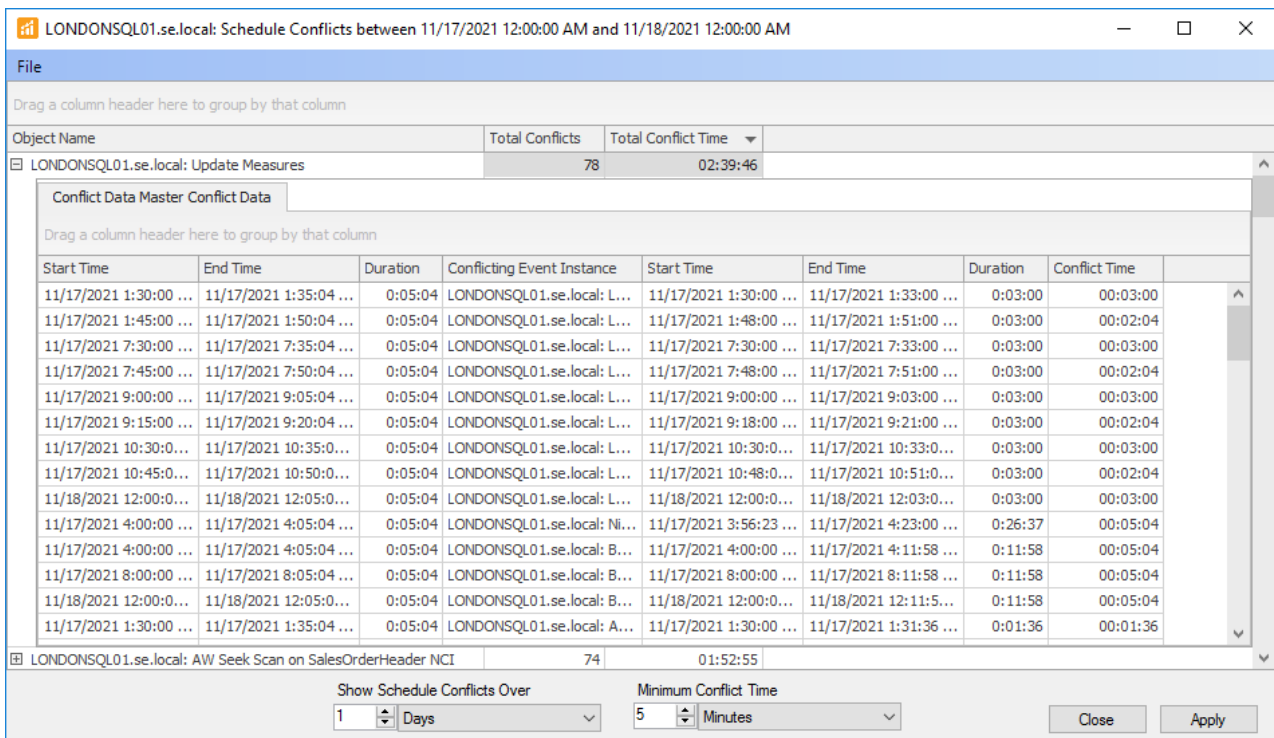 LONDONSQL01.se.local: Schedule Conflicts between 11/17/2021 12:00:00 AM and 11/18/2021 12:00:00 AM
File
Drag a column header here to group by that column
Object Name Total Conflicts Total Conflict Time
LONDONSQL01.se.local: Update Measures 78 02:39:46
Conflict Data Master Conflict Data
Drag a column header here to group by that column
Start Time End Time Duration Conflicting Event Instance Start Time End Time Duration Conflict Time
11/17/2021 1:30:00 ... 11/17/2021 1:35:04 ... 0:05:04 LONDONSQL01.se.local: L... 11/17/2021 1:30:00 ... 11/17/2021 1:33:00 ... 0:03:00 00:03:00
11/17/2021 1:45:00 ... 11/17/2021 1:50:04 ... 0:05:04 LONDONSQL01.se.local: L... 11/17/2021 1:48:00 ... 11/17/2021 1:51:00 ... 0:03:00 00:02:04
11/17/2021 7:30:00 ... 11/17/2021 7:35:04 ... 0:05:04 LONDONSQL01.se.local: L... 11/17/2021 7:30:00 ... 11/17/2021 7:33:00 ... 0:03:00 00:03:00
11/17/2021 7:45:00 ... 11/17/2021 7:50:04 ... 0:05:04 LONDONSQL01.se.local: L... 11/17/2021 7:48:00 ... 11/17/2021 7:51:00 ... 0:03:00 00:02:04
11/17/2021 9:00:00 ... 11/17/2021 9:05:04 ... 0:05:04 LONDONSQL01.se.local: L... 11/17/2021 9:00:00 ... 11/17/2021 9:03:00 ... 0:03:00 00:03:00
11/17/2021 9:15:00 ... 11/17/2021 9:20:04 ... 0:05:04 LONDONSQL01.se.local: L... 11/17/2021 9:18:00 ... 11/17/2021 9:21:00 ... 0:03:00 00:02:04
11/17/2021 10:30:0... 11/17/2021 10:35:0... 0:05:04 LONDONSQL01.se.local: L... 11/17/2021 10:30:0... 11/17/2021 10:33:0... 0:03:00 00:03:00
11/17/2021 10:45:0... 11/17/2021 10:50:0... 0:05:04 LONDONSQL01.se.local: L... 11/17/2021 10:48:0... 11/17/2021 10:51:0... 0:03:00 00:02:04
11/18/2021 12:00:0... 11/18/2021 12:05:0... 0:05:04 LONDONSQL01.se.local: L... 11/18/2021 12:00:0... 11/18/2021 12:03:0... 0:03:00 00:03:00
11/17/2021 4:00:00 ... 11/17/2021 4:05:04 ... 0:05:04 LONDONSQL01.se.local: Ni... 11/17/2021 3:56:23 ... 11/17/2021 4:23:00 ... 0:26:37 00:05:04
11/17/2021 4:00:00 ... 11/17/2021 4:05:04 ... 0:05:04 LONDONSQL01.se.local: B... 11/17/2021 4:00:00 ... 11/17/2021 4:11:58 ... 0:11:58 00:05:04
11/17/2021 8:00:00 ... 11/17/2021 8:05:04 ... 0:05:04 LONDONSQL01.se.local: B... 11/17/2021 8:00:00 ... 11/17/2021 8:11:58 ... 0:11:58 00:05:04
11/18/2021 12:00:0... 11/18/2021 12:05:0... 0:05:04 LONDONSQL01.se.local: B... 11/18/2021 12:00:0... 11/18/2021 12:11:5... 0:11:58 00:05:04
11/17/2021 1:30:00 ... 11/17/2021 1:35:04 ... 0:05:04 LONDONSQL01.se.local: A... 11/17/2021 1:30:00 ... 11/17/2021 1:31:36 ... 0:01:36 00:01:36
LONDONSQL01.se.local: AW Seek Scan on SalesOrderHeader NCI 74 01:52:55
Show Schedule Conflicts Over Minimum Conflict Time
1 Days 5 Minutes Close Apply